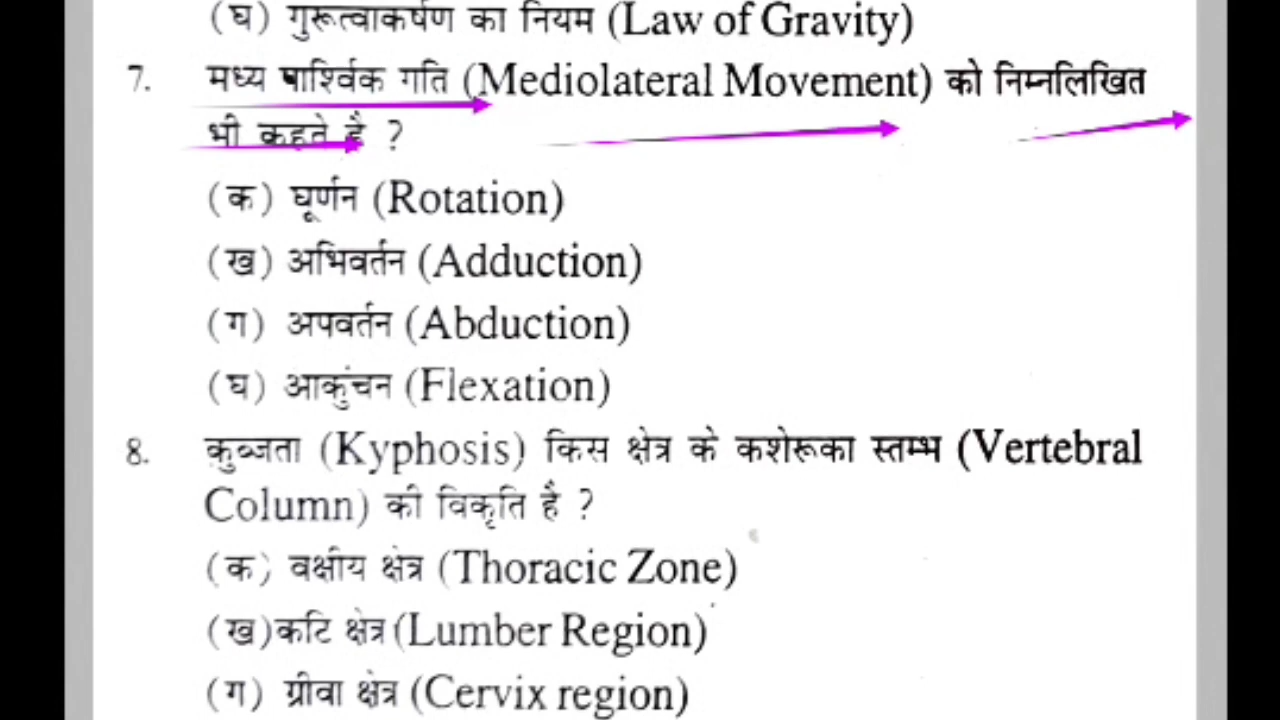 (घ) गुरूत्वाकर्षण का नियम (Law of Gravity)
7. मध्य पार्श्विक गति (Mediolateral Movement) को निम्नलिखित
भी कहते है ?
(क) घूर्णन (Rotation)
(ख) अभिवर्तन (Adduction)
(ग) अपवर्तन (Abduction)
(घ) आकुंचन (Flexation)
8. कुब्जता (Kyphosis) किस क्षेत्र के कशेरूका स्तम्भ (Vertebral
Column) की विकृति है ?
(क) वक्षीय क्षेत्र (Thoracic Zone)
(ख)कटि क्षेत्र (Lumber Region)
(ग) ग्रीवा क्षेत्र (Cervix region)